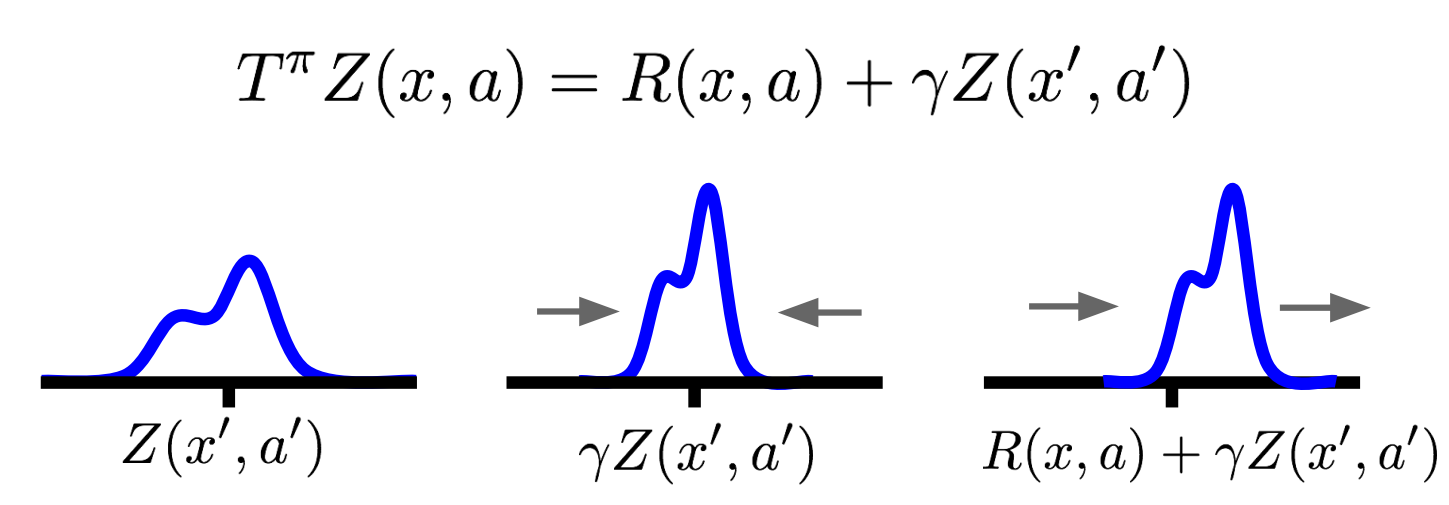 T^π Z(x, a) = R(x, a) + γZ(x′, a′)
Z(x′, a′)
γZ(x′, a′)
R(x, a) + γZ(x′, a′)